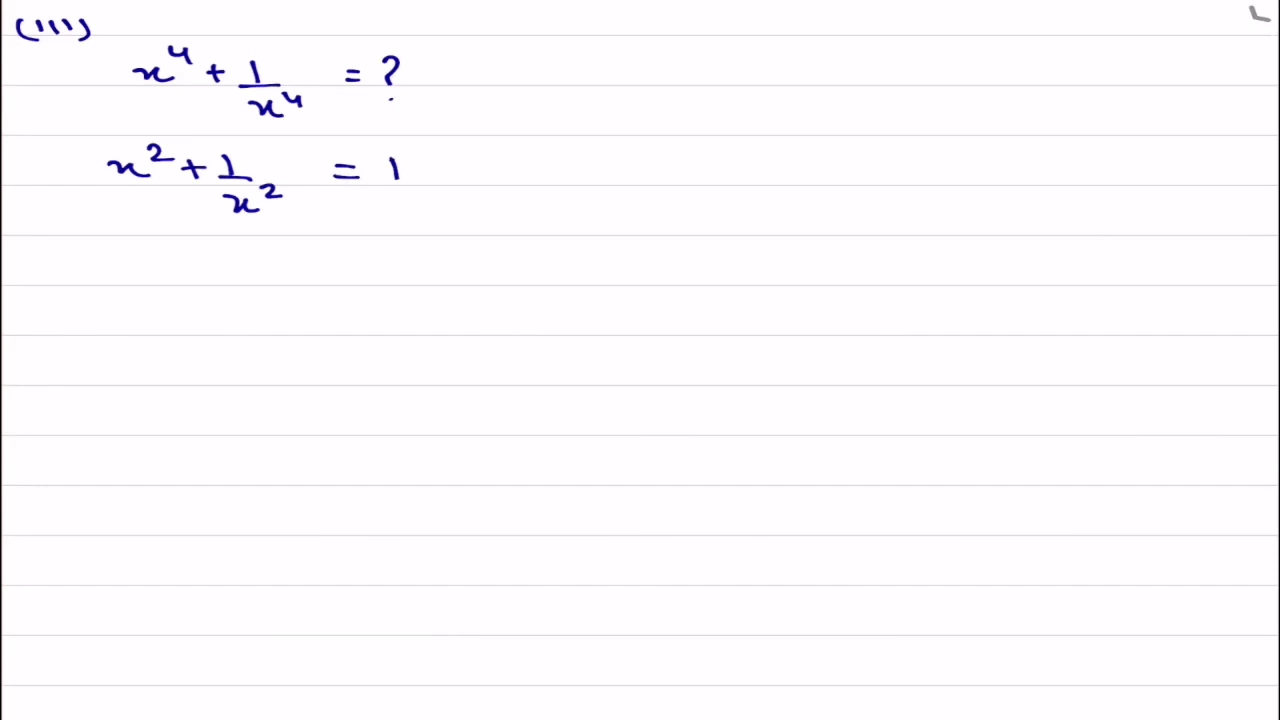 (III)
x⁴ + 1/x⁴ = ?
x² + 1/x² = 1